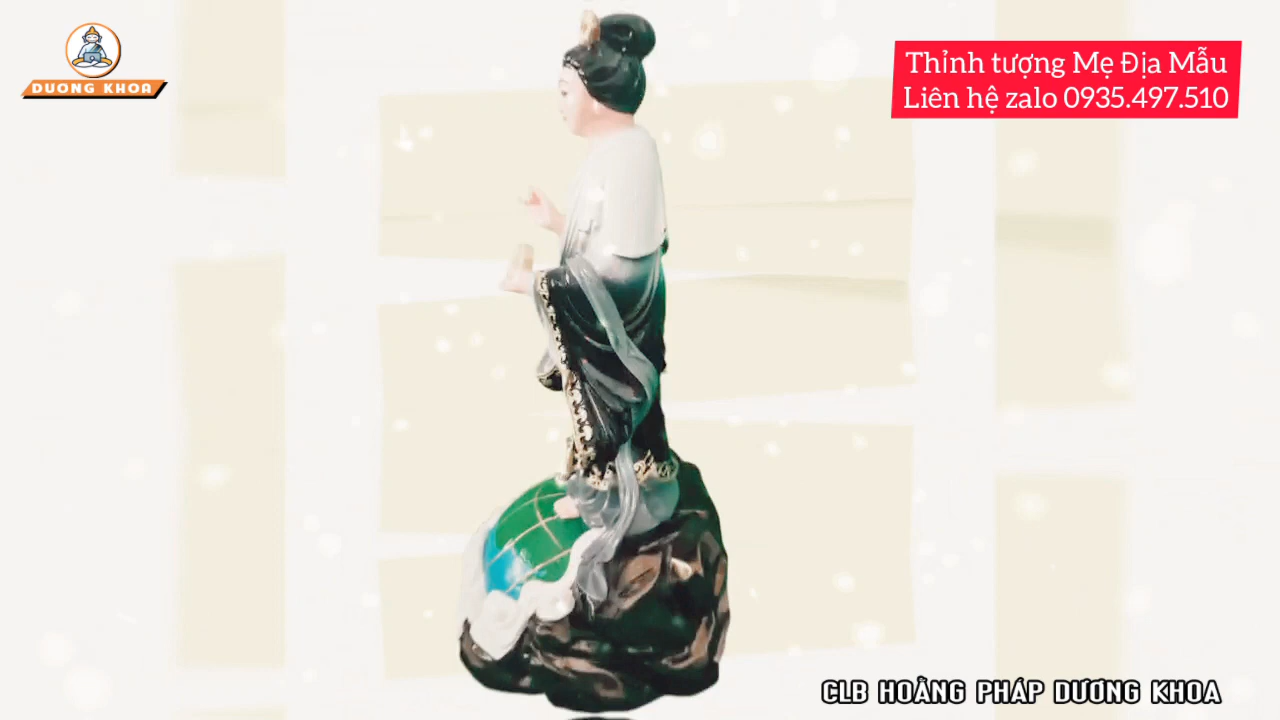 DUONG KHOA
Thỉnh tượng Mẹ Địa Mẫu
Liên hệ zalo 0935.497.510
CLB HOẰNG PHÁP DƯƠNG KHOA